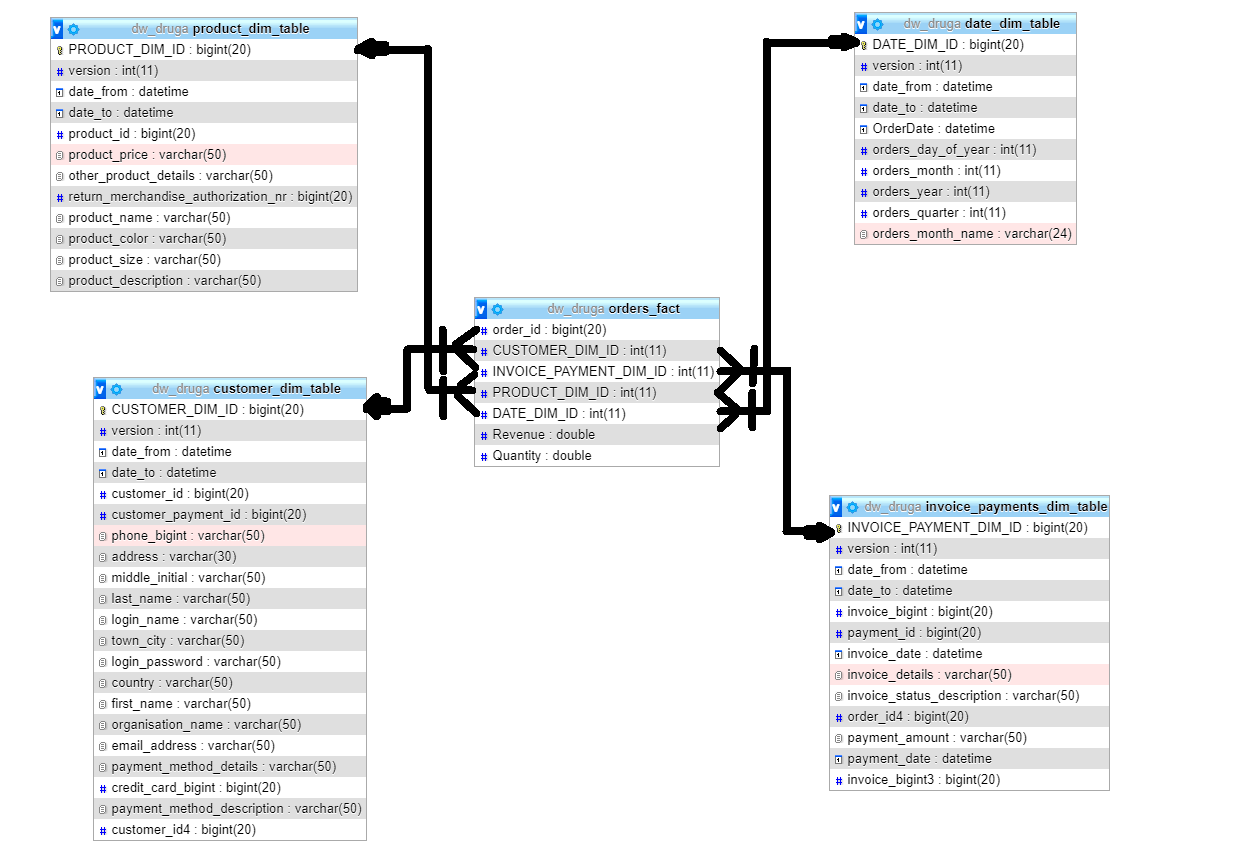 dw_druga product_dim_table
PRODUCT_DIM_ID : bigint(20)
version : int(11)
date_from : datetime
date_to : datetime
product_id : bigint(20)
product_price : varchar(50)
other_product_details : varchar(50)
return_merchandise_authorization_nr : bigint(20)
product_name : varchar(50)
product_color : varchar(50)
product_size : varchar(50)
product_description : varchar(50)
dw_druga date_dim_table
DATE_DIM_ID : bigint(20)
version : int(11)
date_from : datetime
date_to : datetime
OrderDate : datetime
orders_day_of_year : int(11)
orders_month : int(11)
orders_year : int(11)
orders_quarter : int(11)
orders_month_name : varchar(24)
dw_druga orders_fact
order_id : bigint(20)
CUSTOMER_DIM_ID : int(11)
INVOICE_PAYMENT_DIM_ID : int(11)
PRODUCT_DIM_ID : int(11)
DATE_DIM_ID : int(11)
Revenue : double
Quantity : double
dw_druga customer_dim_table
CUSTOMER_DIM_ID : bigint(20)
version : int(11)
date_from : datetime
date_to : datetime
customer_id : bigint(20)
customer_payment_id : bigint(20)
phone_bigint : varchar(50)
address : varchar(30)
middle_initial : varchar(50)
last_name : varchar(50)
login_name : varchar(50)
town_city : varchar(50)
login_password : varchar(50)
country : varchar(50)
first_name : varchar(50)
organisation_name : varchar(50)
email_address : varchar(50)
payment_method_details : varchar(50)
credit_card_bigint : bigint(20)
payment_method_description : varchar(50)
customer_id4 : bigint(20)
dw_druga invoice_payments_dim_table
INVOICE_PAYMENT_DIM_ID : bigint(20)
version : int(11)
date_from : datetime
date_to : datetime
invoice_bigint : bigint(20)
payment_id : bigint(20)
invoice_date : datetime
invoice_details : varchar(50)
invoice_status_description : varchar(50)
order_id4 : bigint(20)
payment_amount : varchar(50)
payment_date : datetime
invoice_bigint3 : bigint(20)